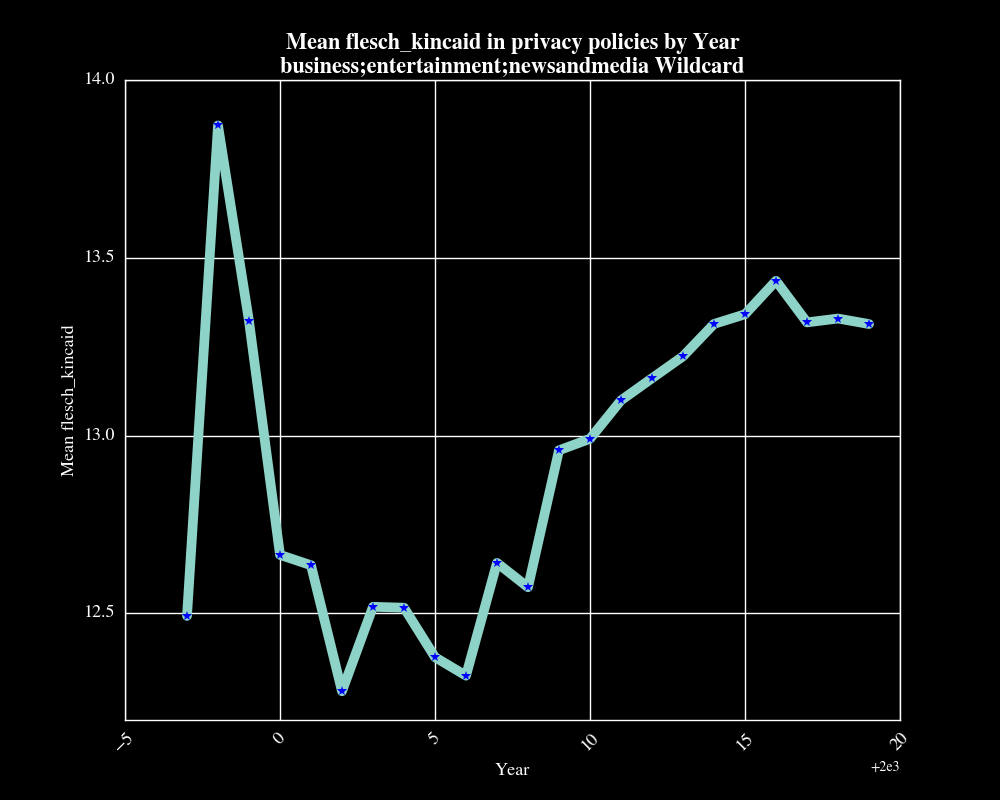 Mean flesch_kincaid in privacy policies by Year
business;entertainment;newsandmedia Wildcard
14.0
13.5
13.0
12.5
Mean flesch_kincaid
−5
0
5
10
15
20
Year
+2e3